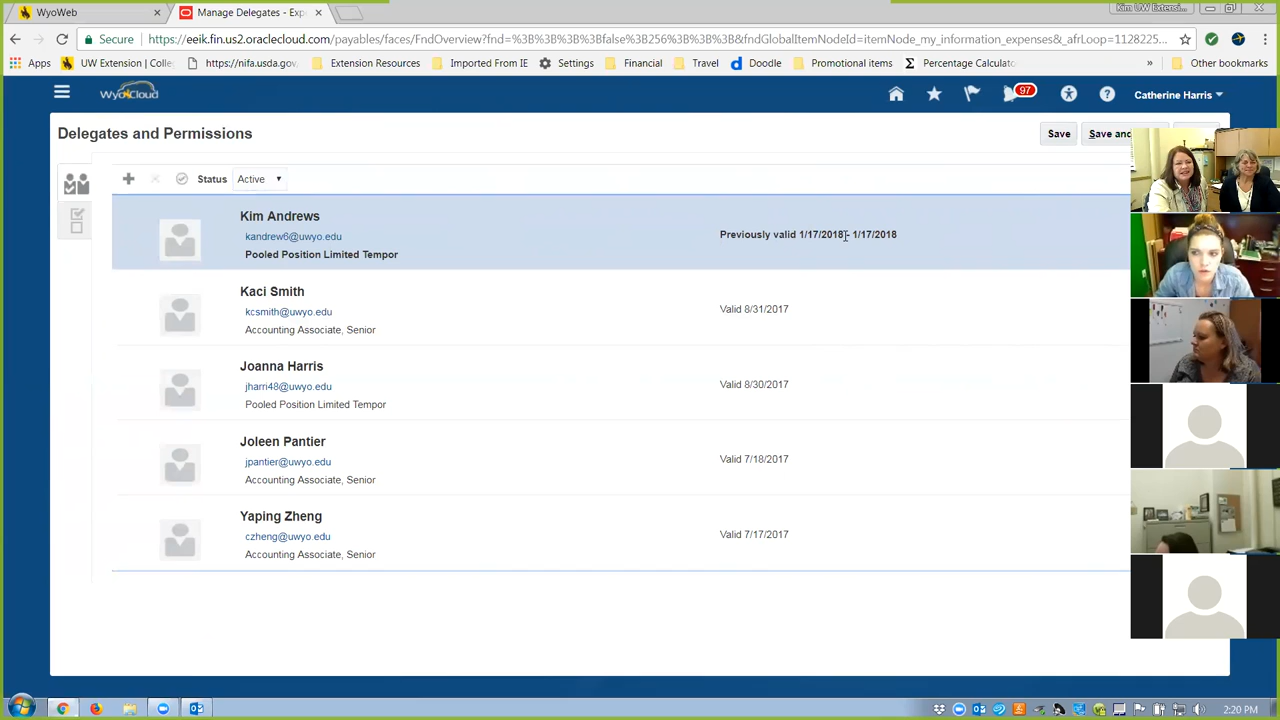 WyoWeb
Manage Delegates - Exp
Kim UW Extensi...
Secure
https://eeik.fin.us2.oraclecloud.com/payables/faces/FndOverview?fnd=%3B%3B%3B%3Bfalse%3B256%3B%3B%3B&fndGlobalItemNodeId=itemNode_my_information_expenses&_afrLoop=1128225...
Apps
UW Extension | Colle
https://nifa.usda.gov
Extension Resources
Imported From IE
Settings
Financial
Doodle
Promotional items
Percentage Calculato
»
Other bookmarks
WyoCloud
97
Catherine Harris
Delegates and Permissions
Save
Save and
Status
Active
Kim Andrews
kandrew6@uwyo.edu
Pooled Position Limited Tempor
Previously valid 1/17/2018 - 1/17/2018
Kaci Smith
kcsmith@uwyo.edu
Accounting Associate, Senior
Valid 8/31/2017
Joanna Harris
jharri48@uwyo.edu
Pooled Position Limited Tempor
Valid 8/30/2017
Joleen Pantier
jpantier@uwyo.edu
Accounting Associate, Senior
Valid 7/18/2017
Yaping Zheng
czheng@uwyo.edu
Accounting Associate, Senior
Valid 7/17/2017
2:20 PM